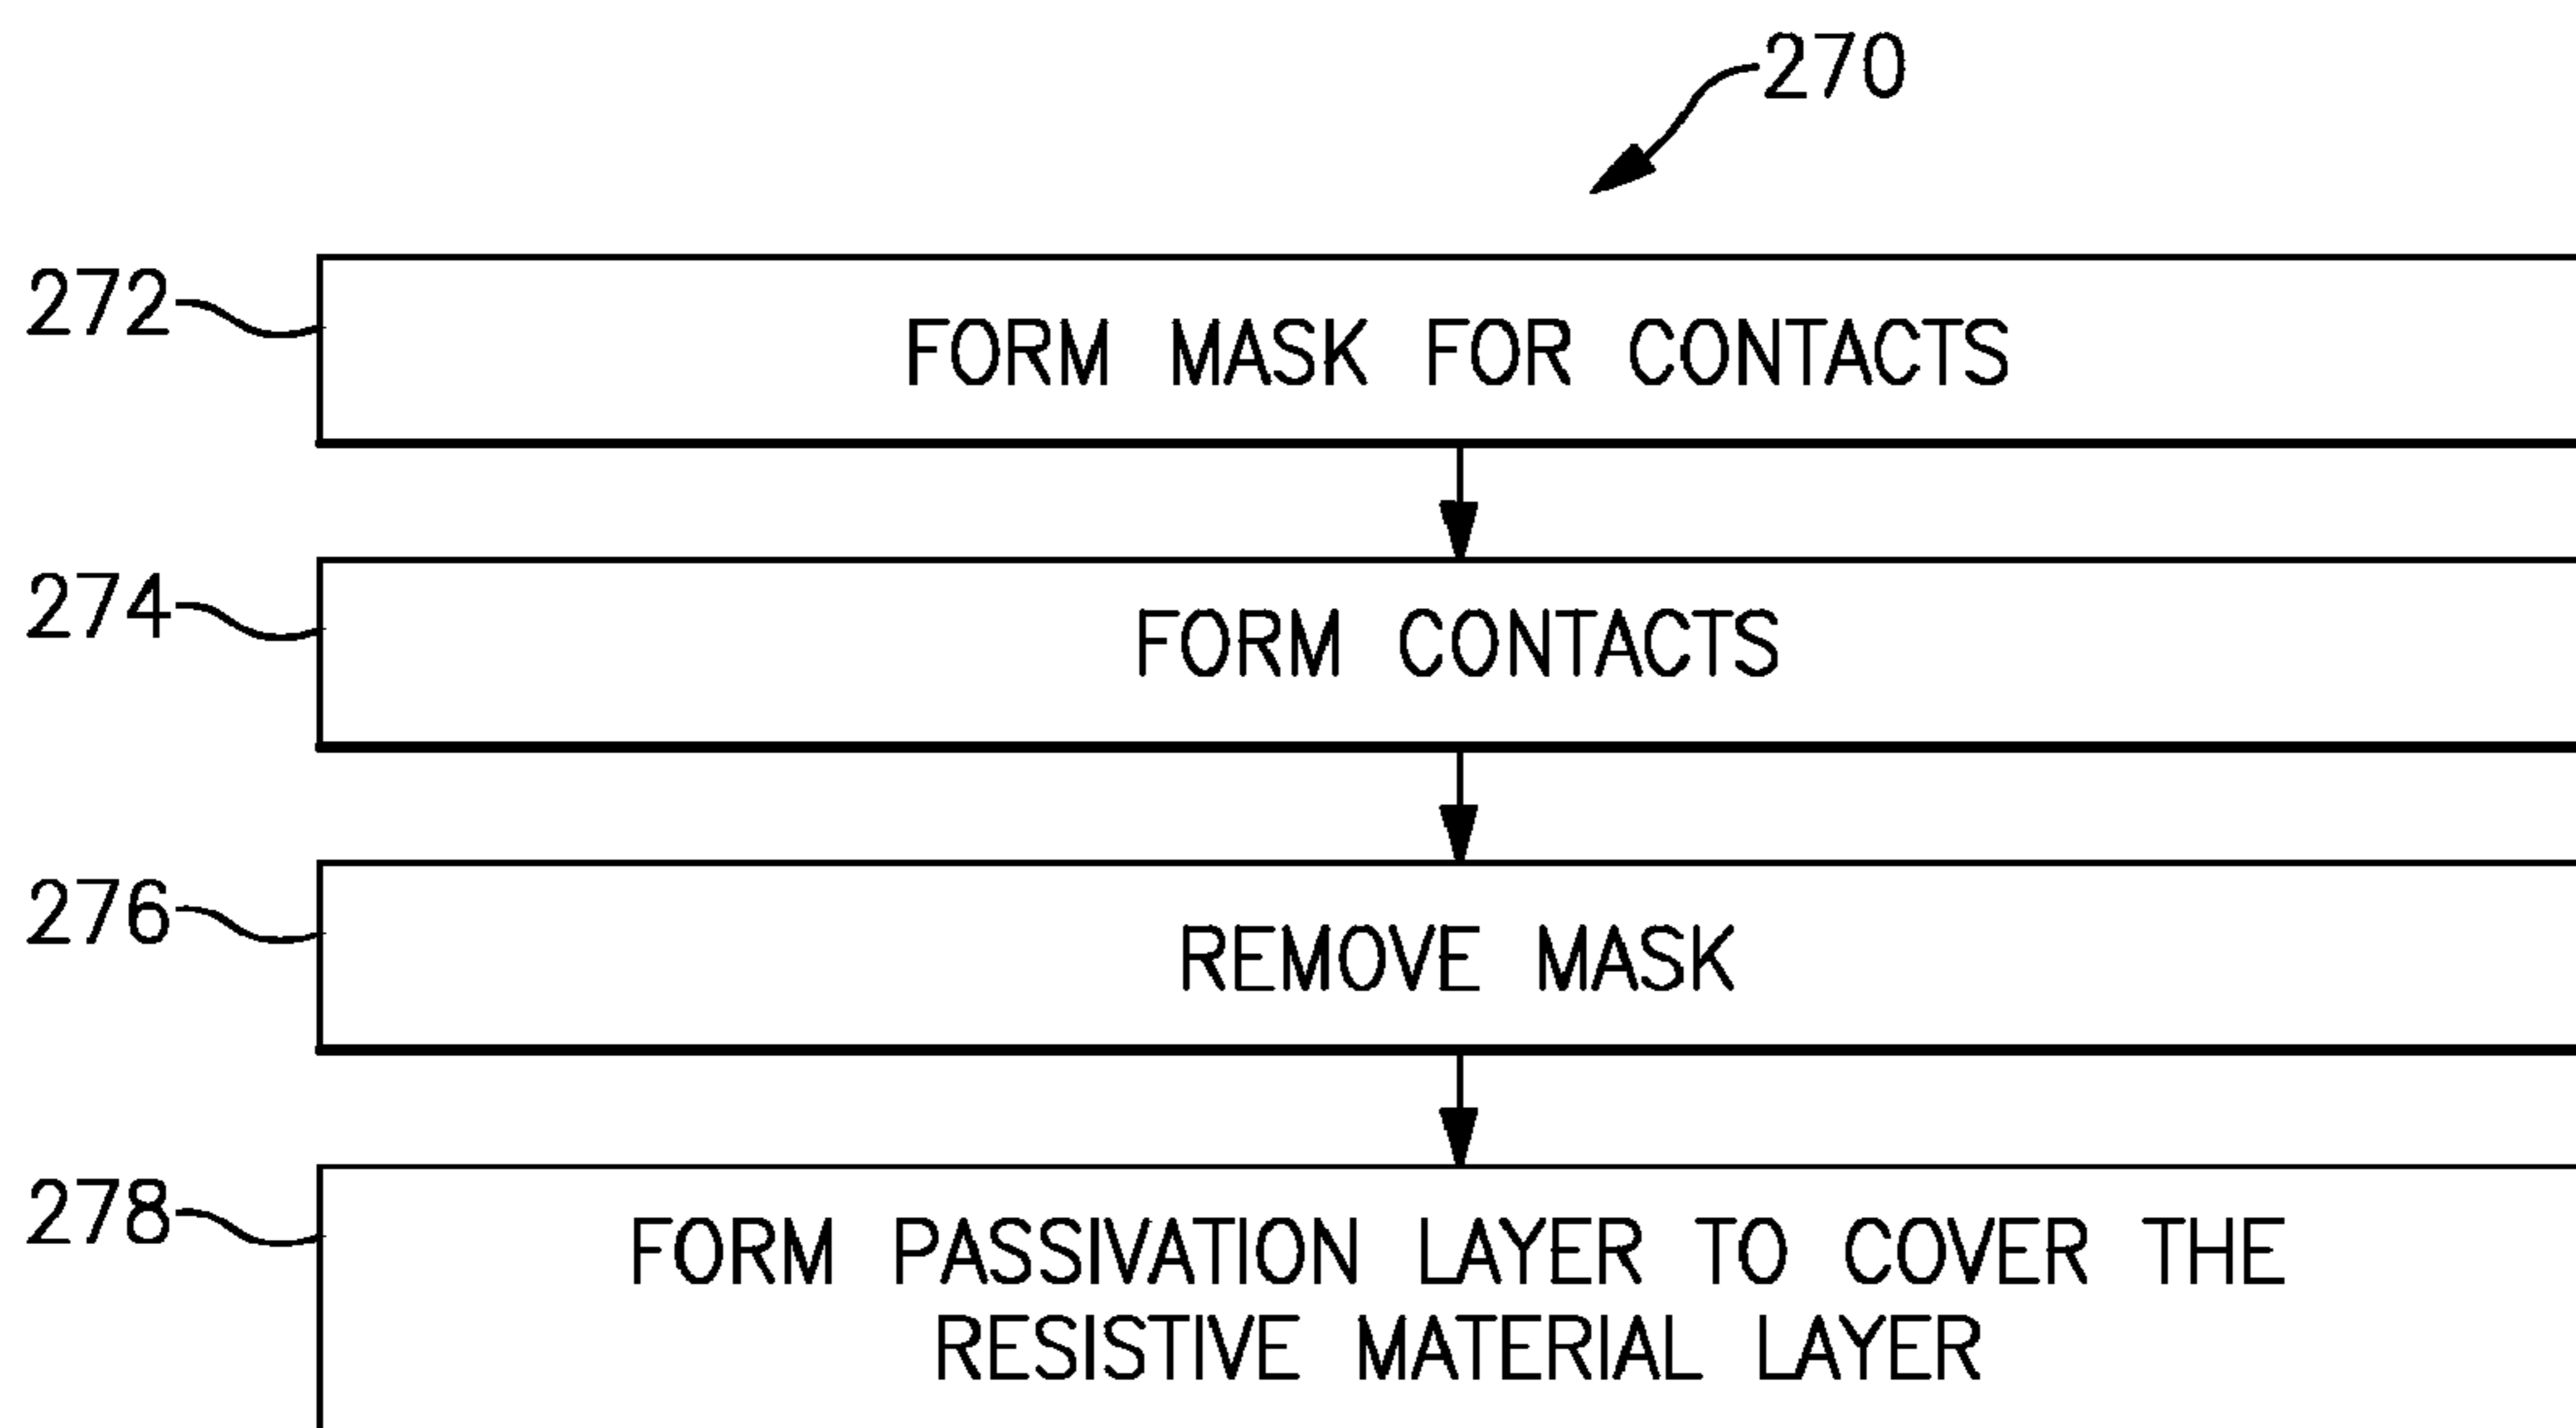 270
272
FORM MASK FOR CONTACTS
274
FORM CONTACTS
276
REMOVE MASK
278
FORM PASSIVATION LAYER TO COVER THE
RESISTIVE MATERIAL LAYER